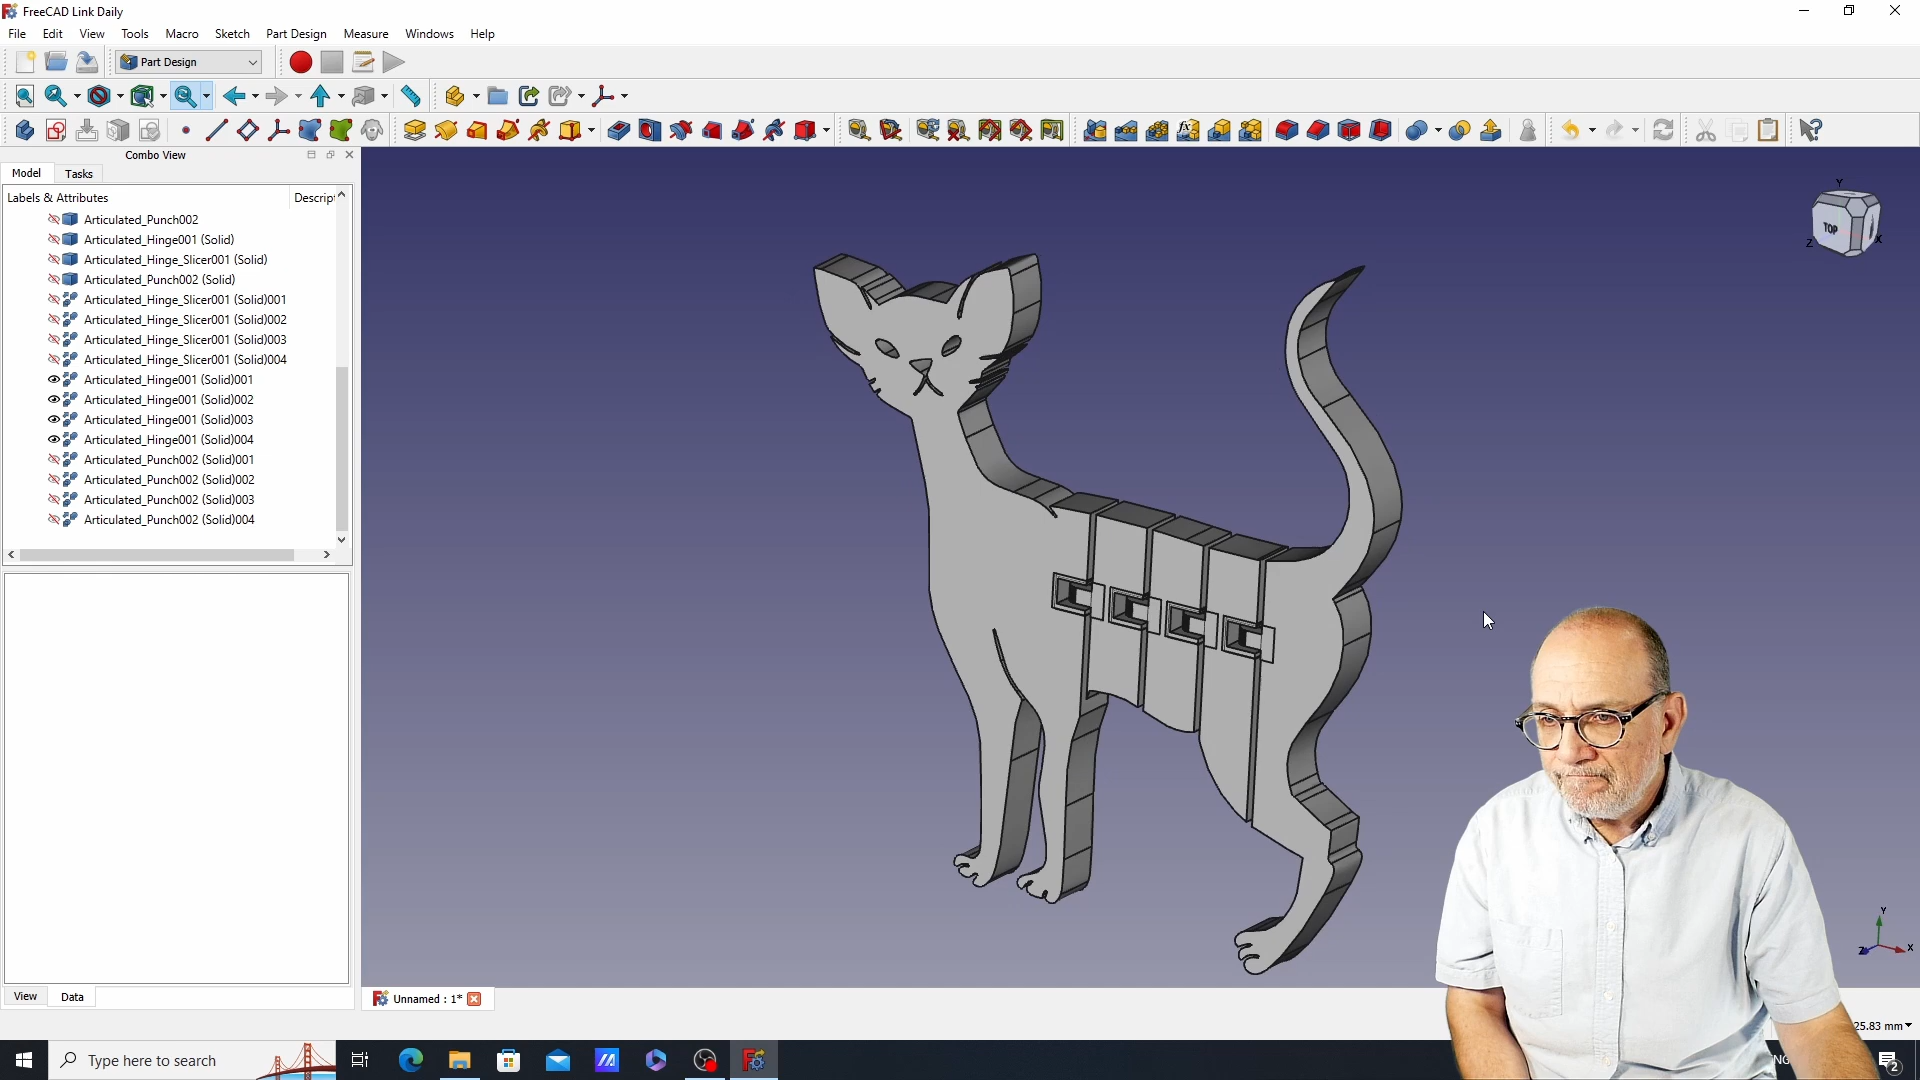 FreeCAD Link Daily
File Edit View Tools Macro Sketch Part Design Measure Windows Help
Part Design
Combo View
Model Tasks
Labels & Attributes Descript
Articulated_Punch002
Articulated_Hinge001 (Solid)
Articulated_Hinge_Slicer001 (Solid)
Articulated_Punch002 (Solid)
Articulated_Hinge_Slicer001 (Solid)001
Articulated_Hinge_Slicer001 (Solid)002
Articulated_Hinge_Slicer001 (Solid)003
Articulated_Hinge_Slicer001 (Solid)004
Articulated_Hinge001 (Solid)001
Articulated_Hinge001 (Solid)002
Articulated_Hinge001 (Solid)003
Articulated_Hinge001 (Solid)004
Articulated_Punch002 (Solid)001
Articulated_Punch002 (Solid)002
Articulated_Punch002 (Solid)003
Articulated_Punch002 (Solid)004
Y
TOP
Z X
Y
Z X
View Data
Unnamed : 1*
25.83 mm
Type here to search
NG
2